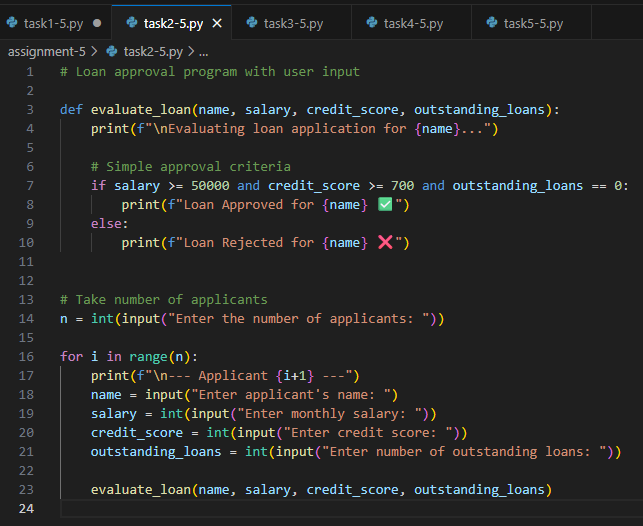 task1-5.py ●
task2-5.py ×
task3-5.py
task4-5.py
task5-5.py
assignment-5 > task2-5.py > ...
1 # Loan approval program with user input
2
3 def evaluate_loan(name, salary, credit_score, outstanding_loans):
4     print(f"\nEvaluating loan application for {name}...")
5
6     # Simple approval criteria
7     if salary >= 50000 and credit_score >= 700 and outstanding_loans == 0:
8         print(f"Loan Approved for {name} ✅")
9     else:
10         print(f"Loan Rejected for {name} ❌")
11
12
13 # Take number of applicants
14 n = int(input("Enter the number of applicants: "))
15
16 for i in range(n):
17     print(f"\n--- Applicant {i+1} ---")
18     name = input("Enter applicant's name: ")
19     salary = int(input("Enter monthly salary: "))
20     credit_score = int(input("Enter credit score: "))
21     outstanding_loans = int(input("Enter number of outstanding loans: "))
22
23     evaluate_loan(name, salary, credit_score, outstanding_loans)
24